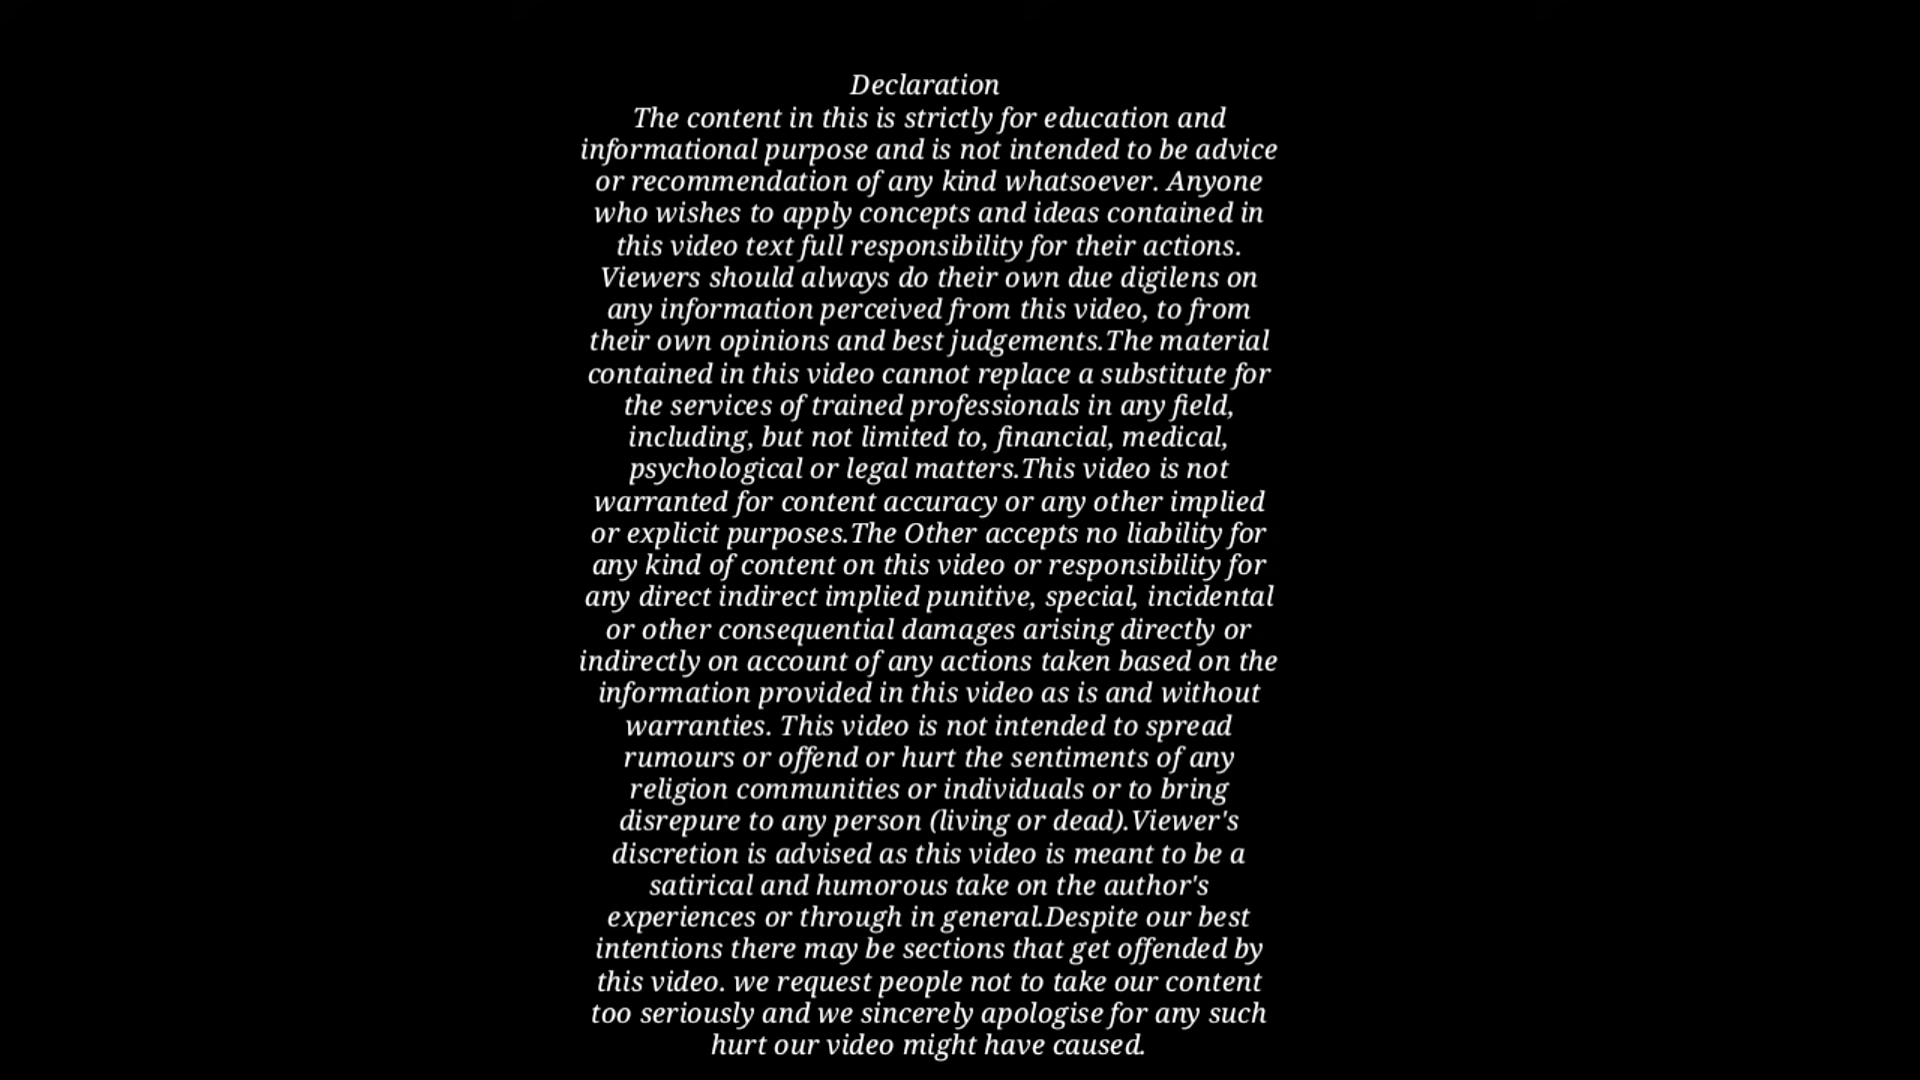 Declaration
The content in this is strictly for education and
informational purpose and is not intended to be advice
or recommendation of any kind whatsoever. Anyone
who wishes to apply concepts and ideas contained in
this video text full responsibility for their actions.
Viewers should always do their own due digilens on
any information perceived from this video, to from
their own opinions and best judgements.The material
contained in this video cannot replace a substitute for
the services of trained professionals in any field,
including, but not limited to, financial, medical,
psychological or legal matters.This video is not
warranted for content accuracy or any other implied
or explicit purposes.The Other accepts no liability for
any kind of content on this video or responsibility for
any direct indirect implied punitive, special, incidental
or other consequential damages arising directly or
indirectly on account of any actions taken based on the
information provided in this video as is and without
warranties. This video is not intended to spread
rumours or offend or hurt the sentiments of any
religion communities or individuals or to bring
disrepure to any person (living or dead).Viewer's
discretion is advised as this video is meant to be a
satirical and humorous take on the author's
experiences or through in general.Despite our best
intentions there may be sections that get offended by
this video. we request people not to take our content
too seriously and we sincerely apologise for any such
hurt our video might have caused.